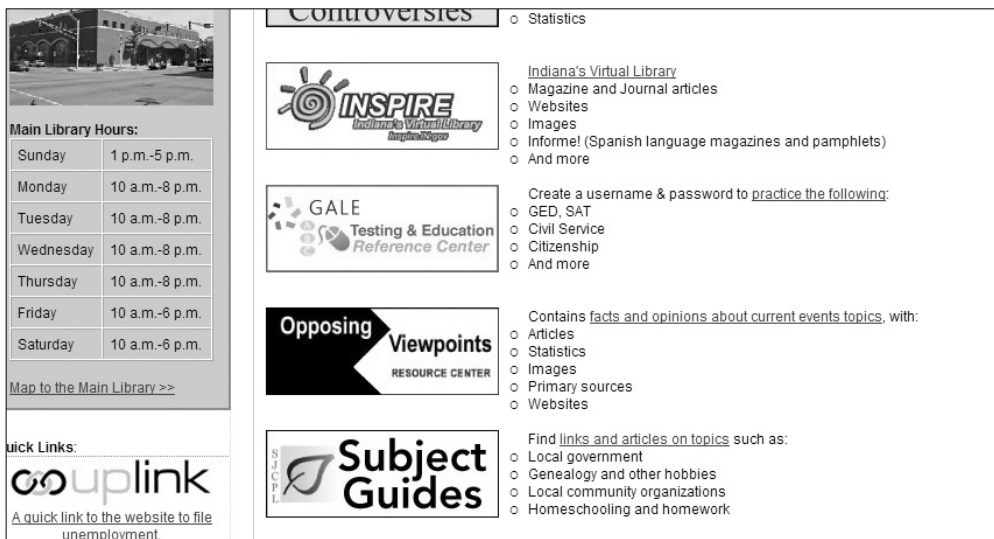 Main Library Hours:
Sunday 1 p.m.-5 p.m.
Monday 10 a.m.-8 p.m.
Tuesday 10 a.m.-8 p.m.
Wednesday 10 a.m.-8 p.m.
Thursday 10 a.m.-8 p.m.
Friday 10 a.m.-6 p.m.
Saturday 10 a.m.-6 p.m.
Map to the Main Library >>
uick Links:
uplink
A quick link to the website to file
unemployment.
Controversies
Statistics
INSPIRE
Indiana's Virtual Library
Inspire.IN.gov
Indiana's Virtual Library
Magazine and Journal articles
Websites
Images
Informe! (Spanish language magazines and pamphlets)
And more
GALE
A B C
Testing & Education
Reference Center
Create a username & password to practice the following:
GED, SAT
Civil Service
Citizenship
And more
Opposing
Viewpoints
RESOURCE CENTER
Contains facts and opinions about current events topics, with:
Articles
Statistics
Images
Primary sources
Websites
SJCPL
Subject
Guides
Find links and articles on topics such as:
Local government
Genealogy and other hobbies
Local community organizations
Homeschooling and homework